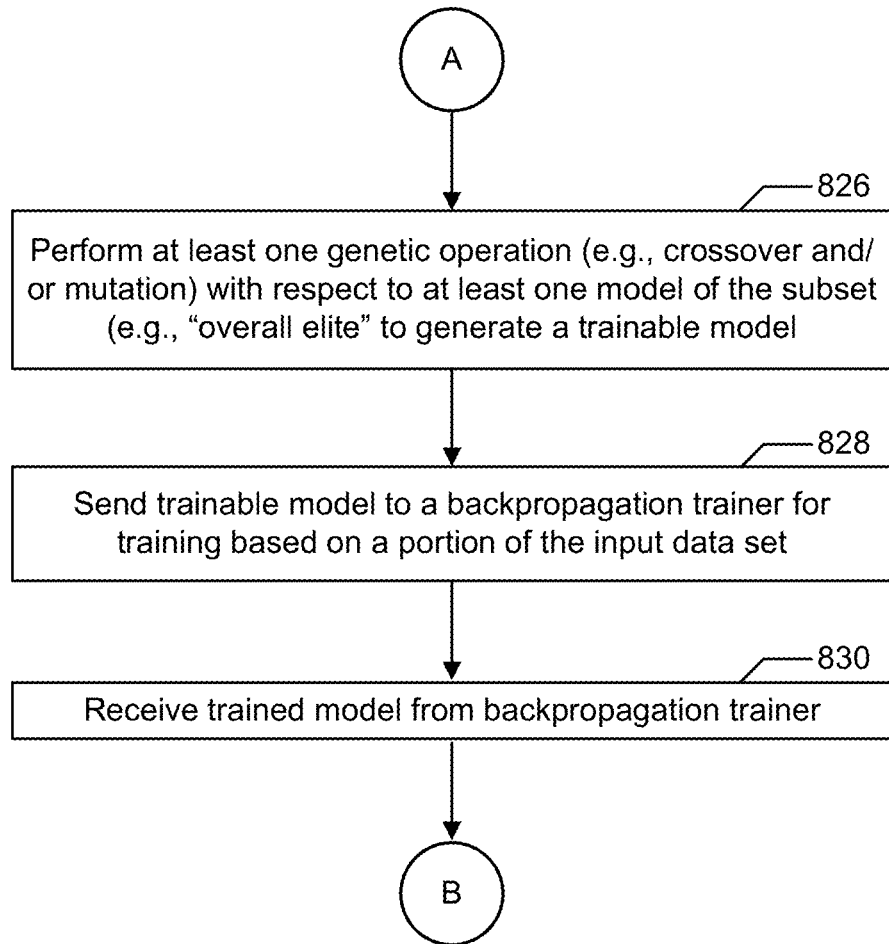 A
826
Perform at least one genetic operation (e.g., crossover and/
or mutation) with respect to at least one model of the subset
(e.g., “overall elite” to generate a trainable model
828
Send trainable model to a backpropagation trainer for
training based on a portion of the input data set
830
Receive trained model from backpropagation trainer
B